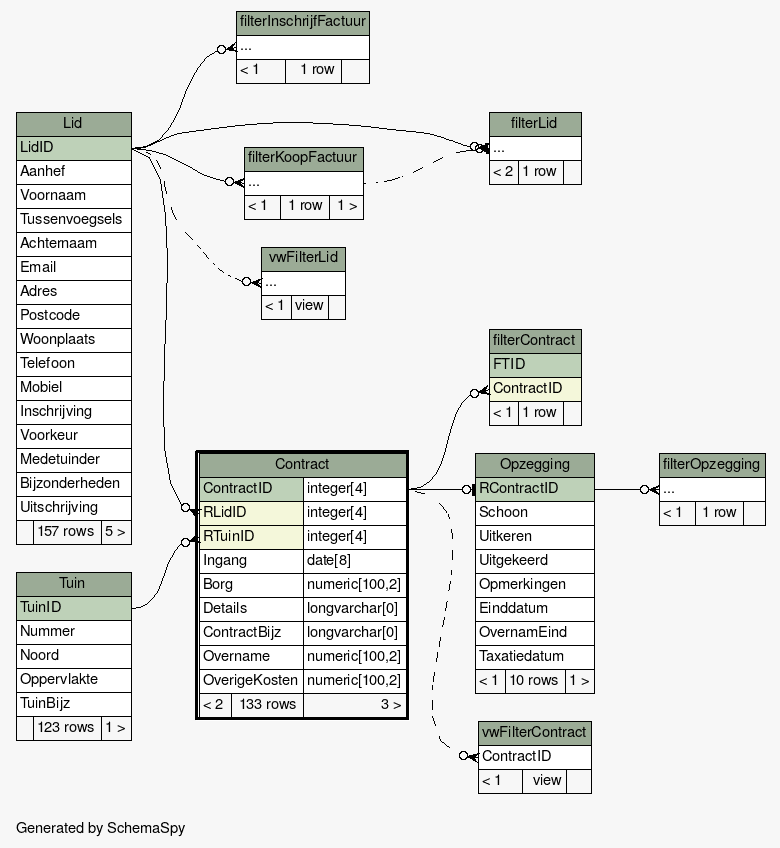 filterInschrijfFactuur
...
< 1 1 row
Lid
LidID
Aanhef
Voornaam
Tussenvoegsels
Achternaam
Email
Adres
Postcode
Woonplaats
Telefoon
Mobiel
Inschrijving
Voorkeur
Medetuinder
Bijzonderheden
Uitschrijving
157 rows 5 >
filterLid
...
< 2 1 row
filterKoopFactuur
...
< 1 1 row 1 >
vwFilterLid
...
< 1 view
filterContract
FTID
ContractID
< 1 1 row
Contract
ContractID integer[4]
RLidID integer[4]
RTuinID integer[4]
Ingang date[8]
Borg numeric[100,2]
Details longvarchar[0]
ContractBijz longvarchar[0]
Overname numeric[100,2]
OverigeKosten numeric[100,2]
< 2 133 rows 3 >
Opzegging
RContractID
Schoon
Uitkeren
Uitgekeerd
Opmerkingen
Einddatum
OvernamEind
Taxatiedatum
< 1 10 rows 1 >
filterOpzegging
...
< 1 1 row
Tuin
TuinID
Nummer
Noord
Oppervlakte
TuinBijz
123 rows 1 >
vwFilterContract
ContractID
< 1 view
Generated by SchemaSpy